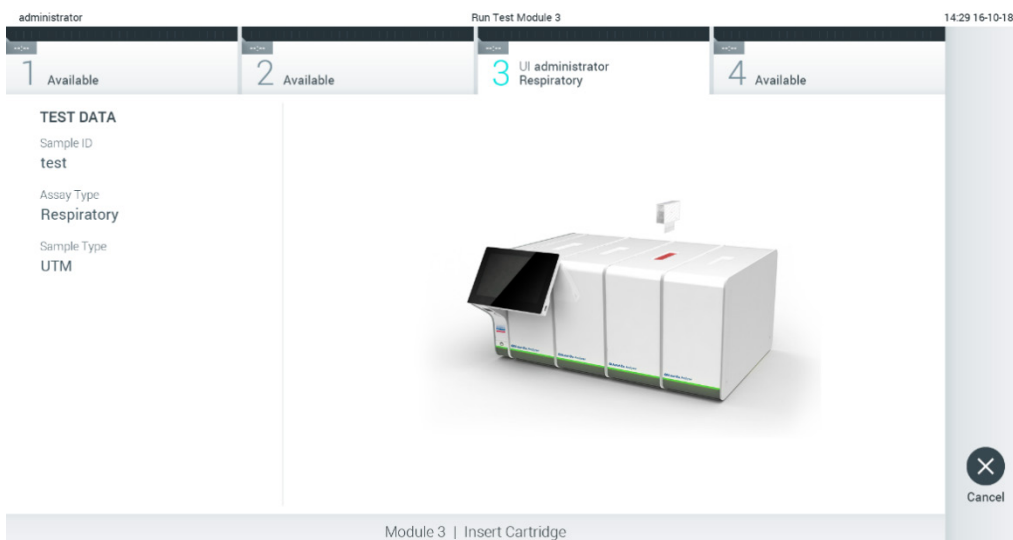 administrator
Run Test Module 3
14:29 16-10-18
1 Available
2 Available
3 UI administrator
Respiratory
4 Available
TEST DATA
Sample ID
test
Assay Type
Respiratory
Sample Type
UTM
Cancel
Module 3 | Insert Cartridge